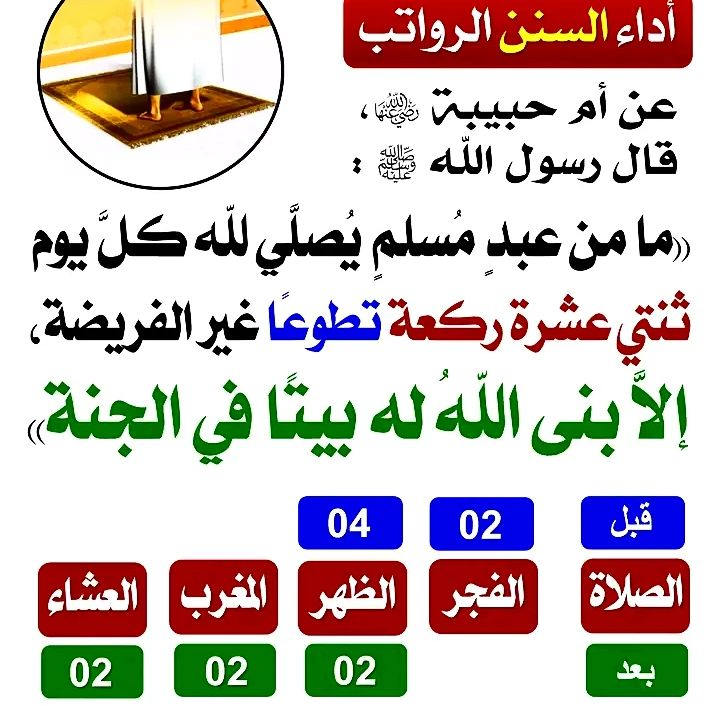 أداء السنن الرواتب
عن أم حبيبة رضي الله عنها،
قال رسول الله ﷺ :
((ما من عبدٍ مُسلمٍ يُصلَّي للّه كلَّ يوم
ثنتي عشرة ركعة تطوعًا غير الفريضة،
إلاَّ بنى اللّهُ له بيتًا في الجنة))
قبل 02 04
الصلاة الفجر الظهر المغرب العشاء
بعد 02 02 02